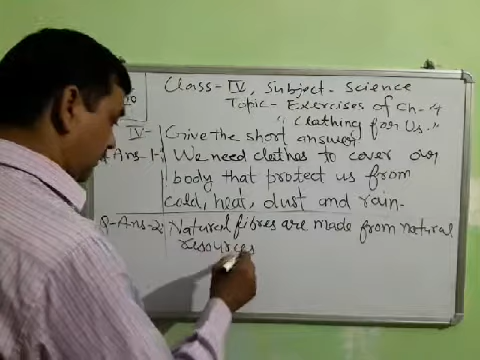 Class - IV, Subject - Science
Topic - Exercises of Ch-4
" Clothing for Us."
IV - Give the short answer
Ans-1: We need clothes to cover our
body that protect us from
cold, heat, dust and rain.
Q-Ans-2: Natural fibres are made from natural
resources